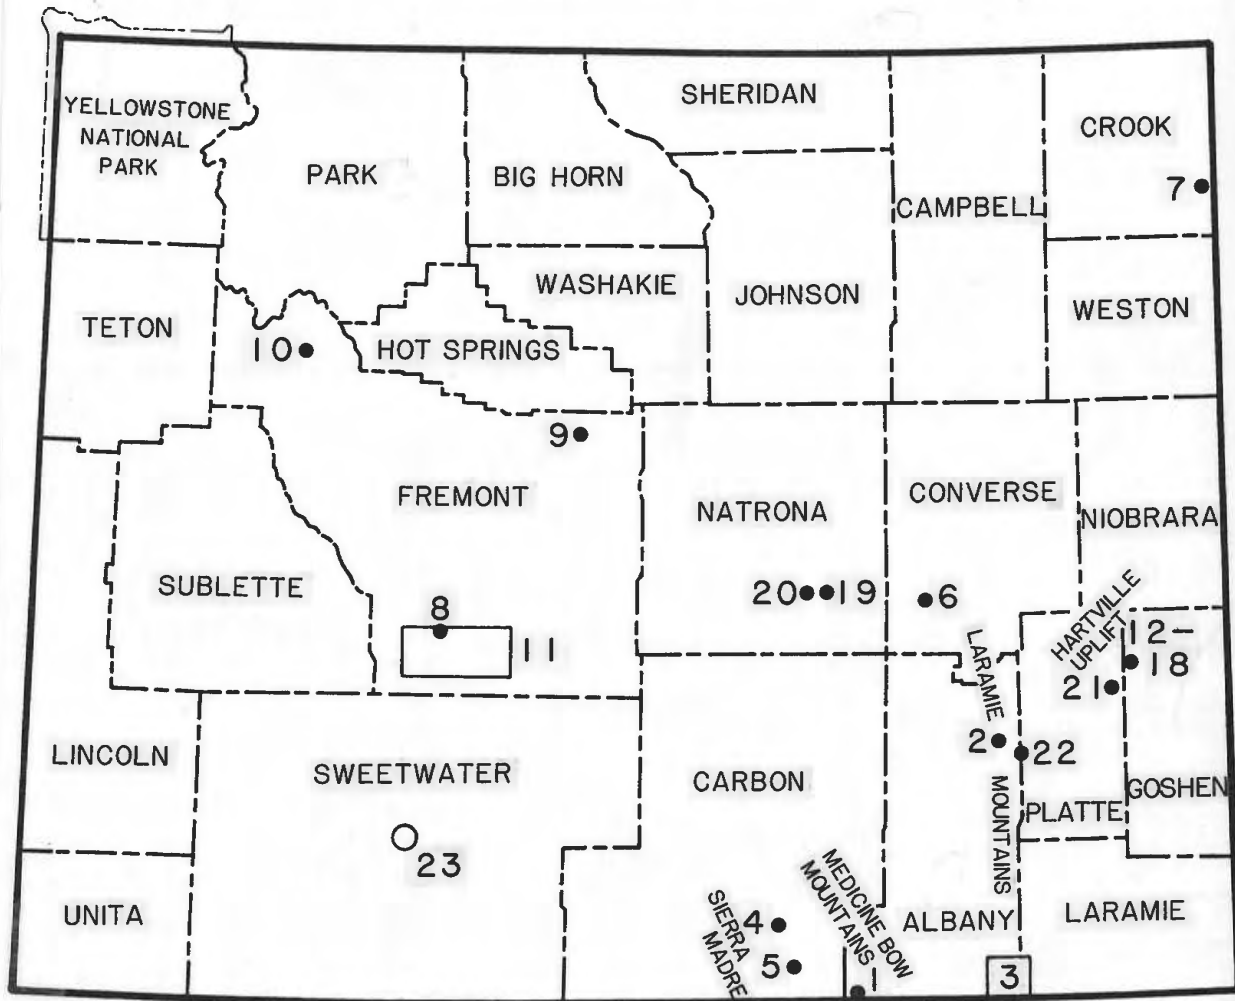 YELLOWSTONE
NATIONAL
PARK
PARK
BIG HORN
SHERIDAN
CROOK
7
CAMPBELL
WASHAKIE
JOHNSON
WESTON
TETON
10
HOT SPRINGS
9
FREMONT
NATRONA
CONVERSE
NIOBRARA
SUBLETTE
8
11
20
19
6
HARTVILLE
UPLIFT
12-
18
21
LARAMIE
MOUNTAINS
2
22
LINCOLN
SWEETWATER
CARBON
PLATTE
GOSHEN
23
UNITA
SIERRA
MADRE
4
5
MEDICINE BOW
MOUNTAINS
1
ALBANY
3
LARAMIE